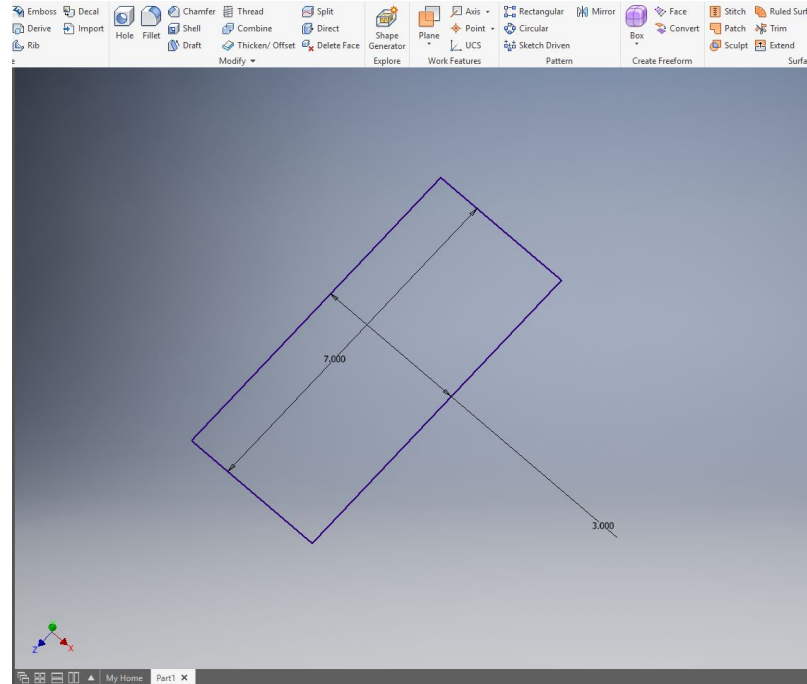 Emboss Decal Chamfer Thread Split Axis Rectangular Mirror Face Stitch Ruled Surf
Derive Import Shell Combine Direct Point Circular Convert Patch Trim
Rib Hole Fillet Draft Thicken/ Offset Delete Face Shape Generator Plane UCS Sketch Driven Box Sculpt Extend
e Modify Explore Work Features Pattern Create Freeform Surfa
7.000
3.000
Z X
My Home Part1 X